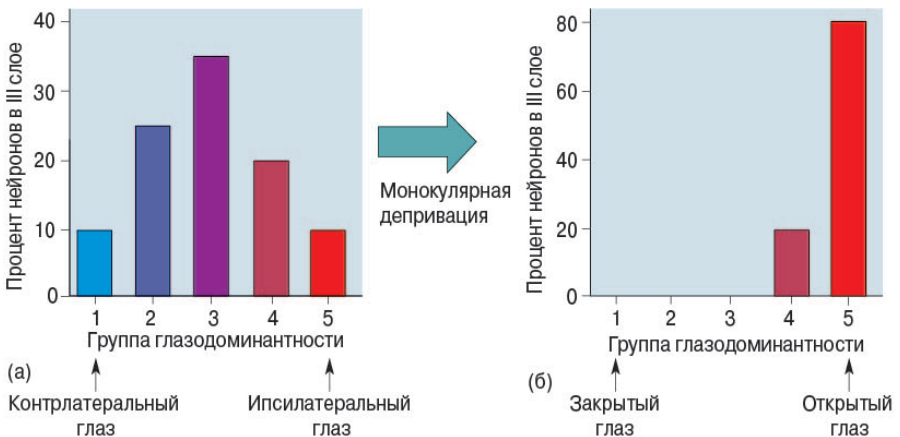 Процент нейронов в III слое
40
30
20
10
0
1 2 3 4 5
Группа глазодоминантности
(а)
Контрлатеральный
глаз
Ипсилатеральный
глаз
Монокулярная
депривация
Процент нейронов в III слое
80
60
40
20
0
1 2 3 4 5
Группа глазодоминантности
(б)
Закрытый
глаз
Открытый
глаз